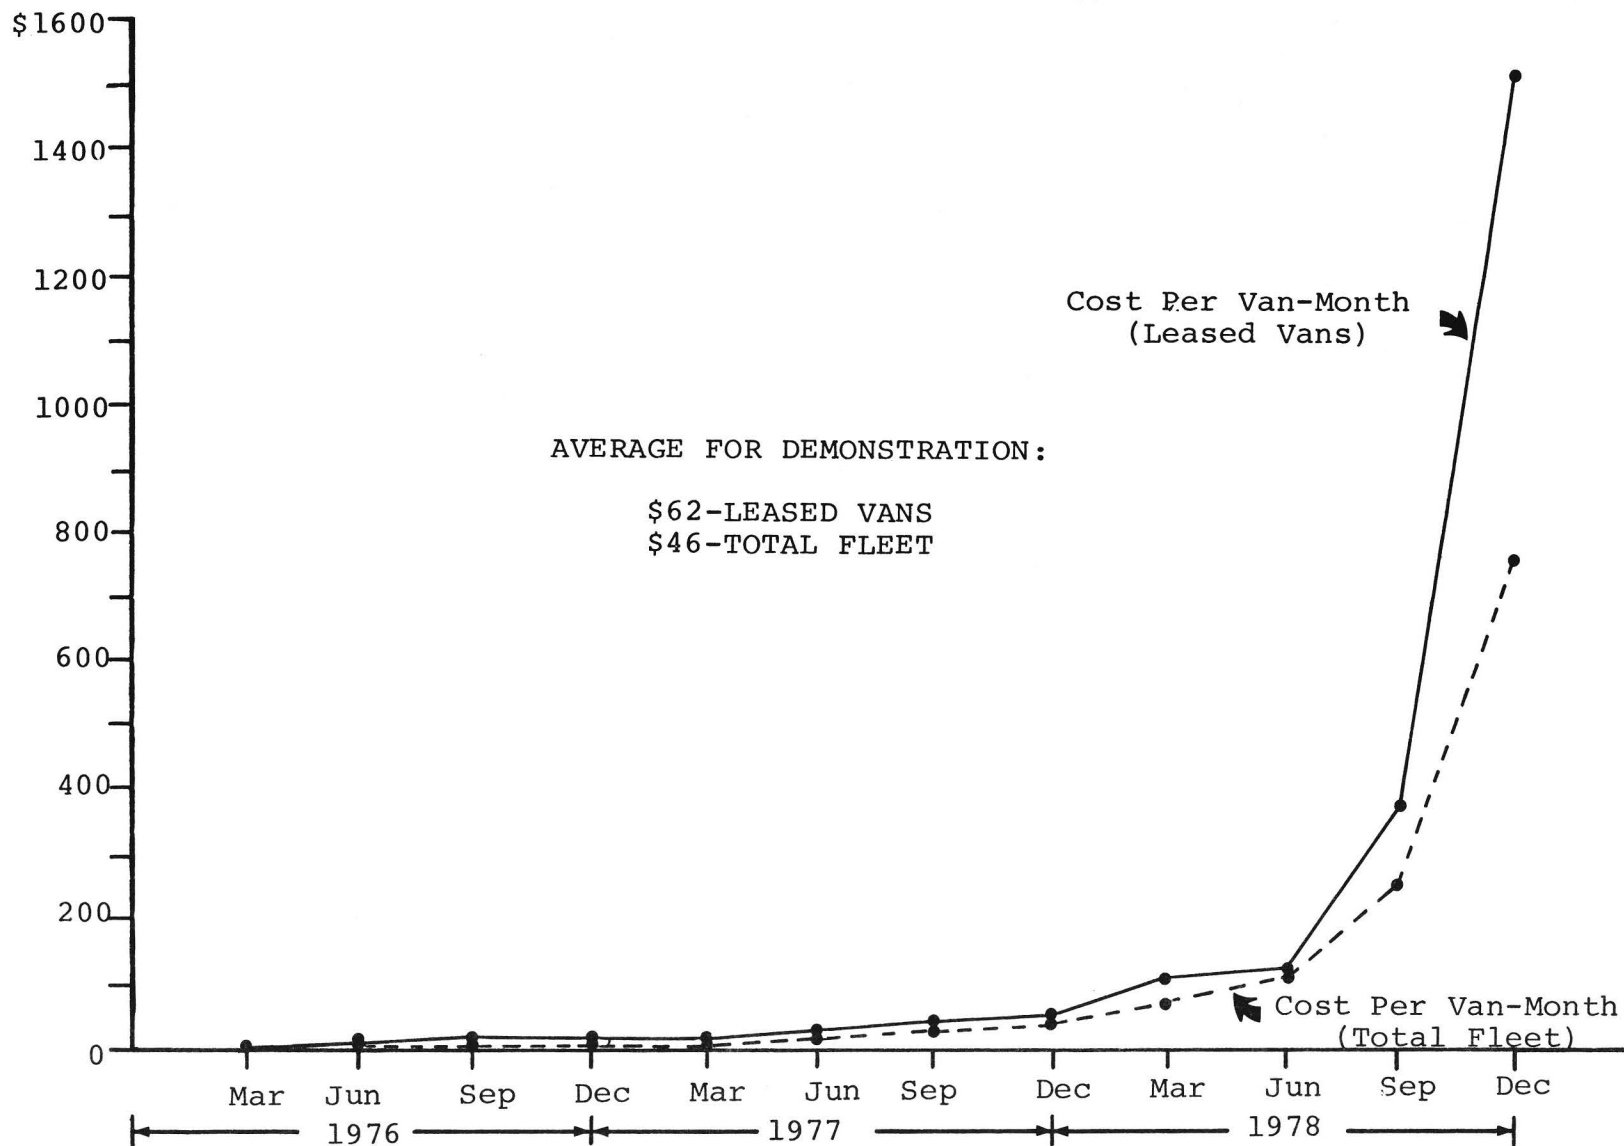 $1600
1400
1200
Cost Per Van-Month
(Leased Vans)
1000
AVERAGE FOR DEMONSTRATION:
$62-LEASED VANS
$46-TOTAL FLEET
800
600
400
200
Cost Per Van-Month
(Total Fleet)
0
Mar Jun Sep Dec Mar Jun Sep Dec Mar Jun Sep Dec
1976 1977 1978